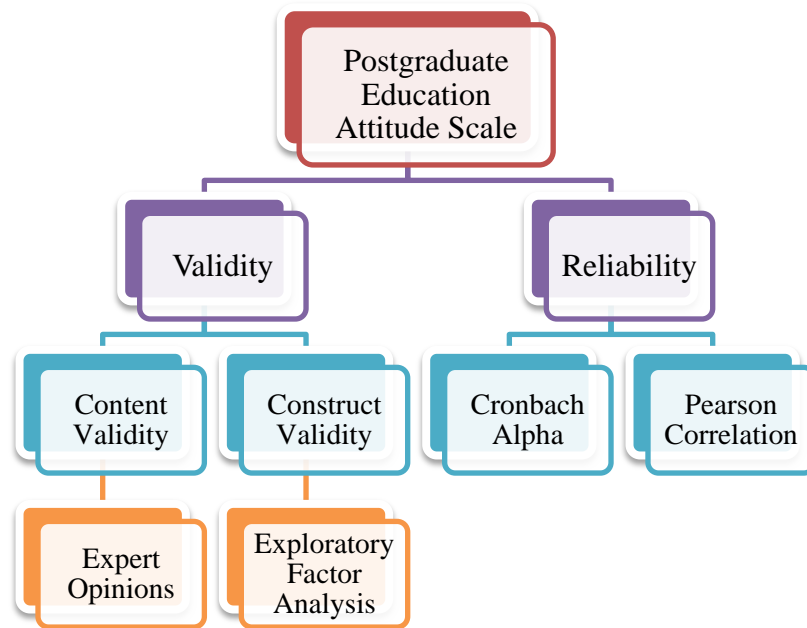 Postgraduate
Education
Attitude Scale
Validity
Reliability
Content
Validity
Construct
Validity
Cronbach
Alpha
Pearson
Correlation
Expert
Opinions
Exploratory
Factor
Analysis